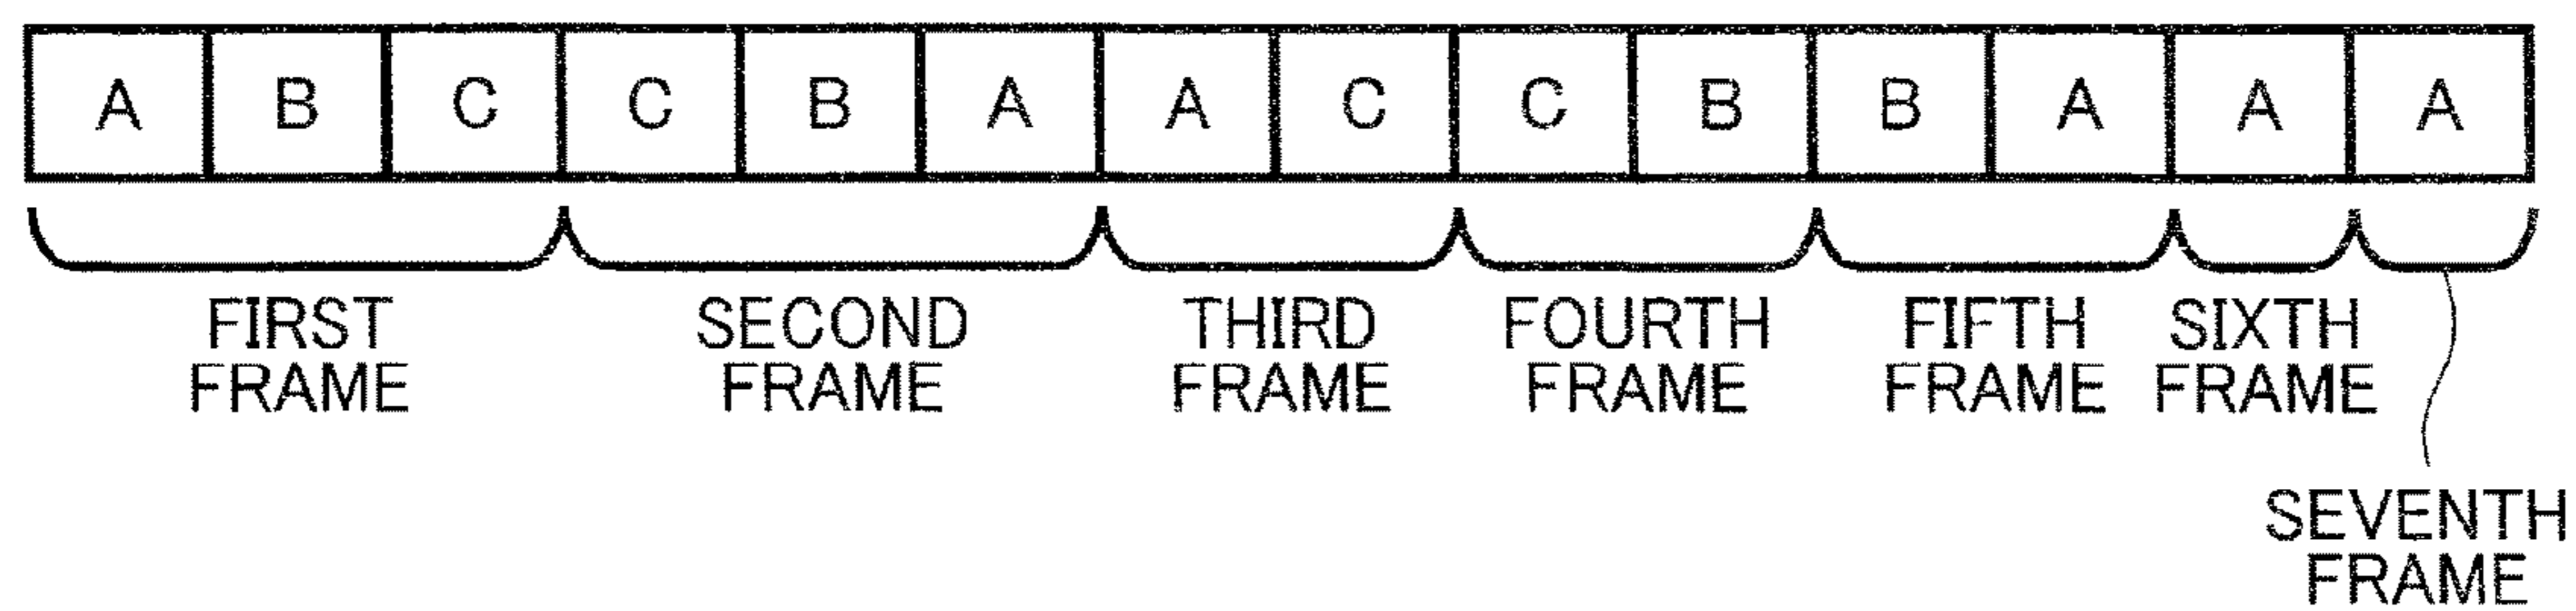 A B C C B A A C C B B A A A
FIRST SECOND THIRD FOURTH FIFTH SIXTH
FRAME FRAME FRAME FRAME FRAME FRAME
SEVENTH
FRAME